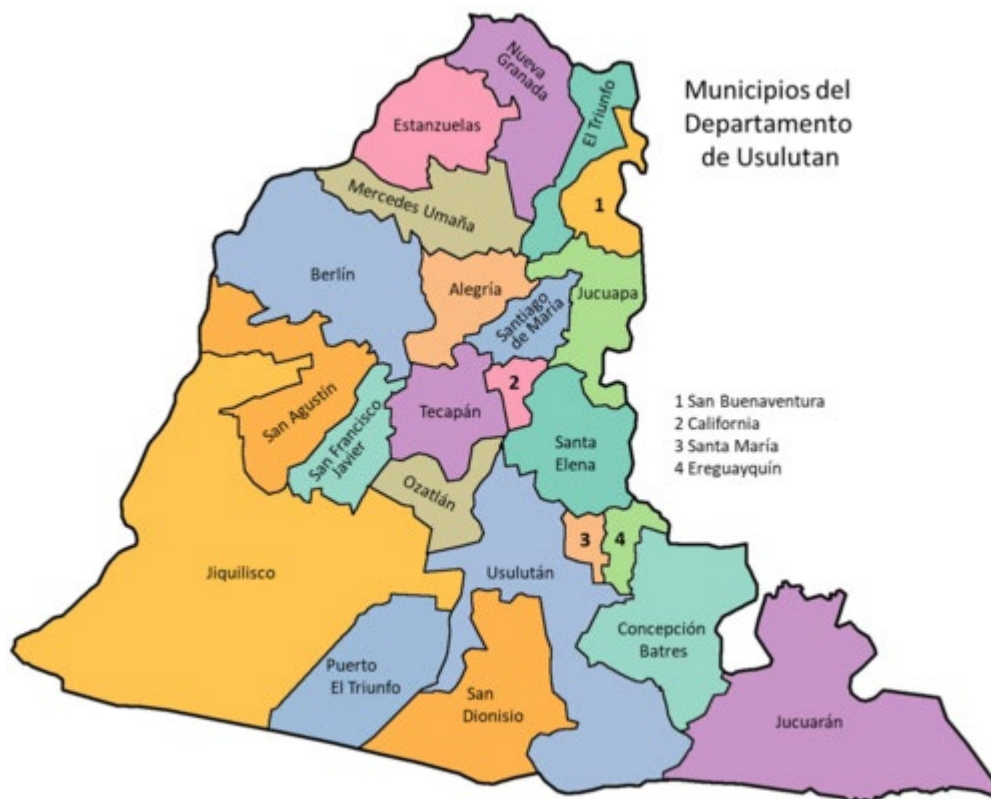 Municipios del
Departamento
de Usulutan
Nueva
Granada
El Triunfo
Estanzuelas
Mercedes Umaña
1
Berlín
Alegría
Santiago
de María
Jucuapa
2
Tecapán
San Agustín
San Francisco
Javier
Santa
Elena
Ozatlán
1 San Buenaventura
2 California
3 Santa María
4 Ereguayquín
3
4
Jiquilisco
Usulután
Concepción
Batres
Puerto
El Triunfo
San
Dionisio
Jucuarán